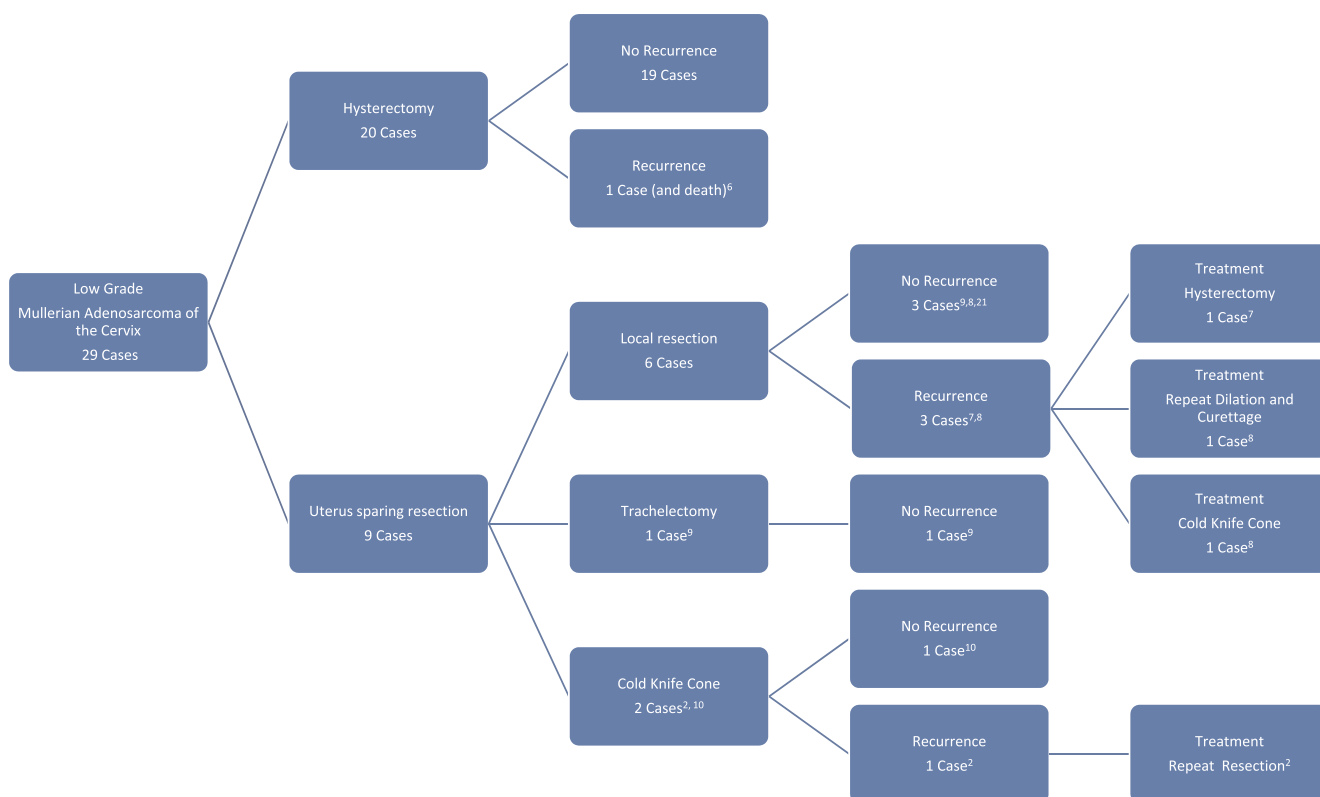 Low Grade
Mullerian Adenosarcoma of
the Cervix
29 Cases
Hysterectomy
20 Cases
No Recurrence
19 Cases
Recurrence
1 Case (and death)⁶
Uterus sparing resection
9 Cases
Local resection
6 Cases
No Recurrence
3 Cases⁹,⁸,²¹
Recurrence
3 Cases⁷,⁸
Treatment
Hysterectomy
1 Case⁷
Treatment
Repeat Dilation and
Curettage
1 Case⁸
Treatment
Cold Knife Cone
1 Case⁸
Trachelectomy
1 Case⁹
No Recurrence
1 Case⁹
Cold Knife Cone
2 Cases², ¹⁰
No Recurrence
1 Case¹⁰
Recurrence
1 Case²
Treatment
Repeat Resection²